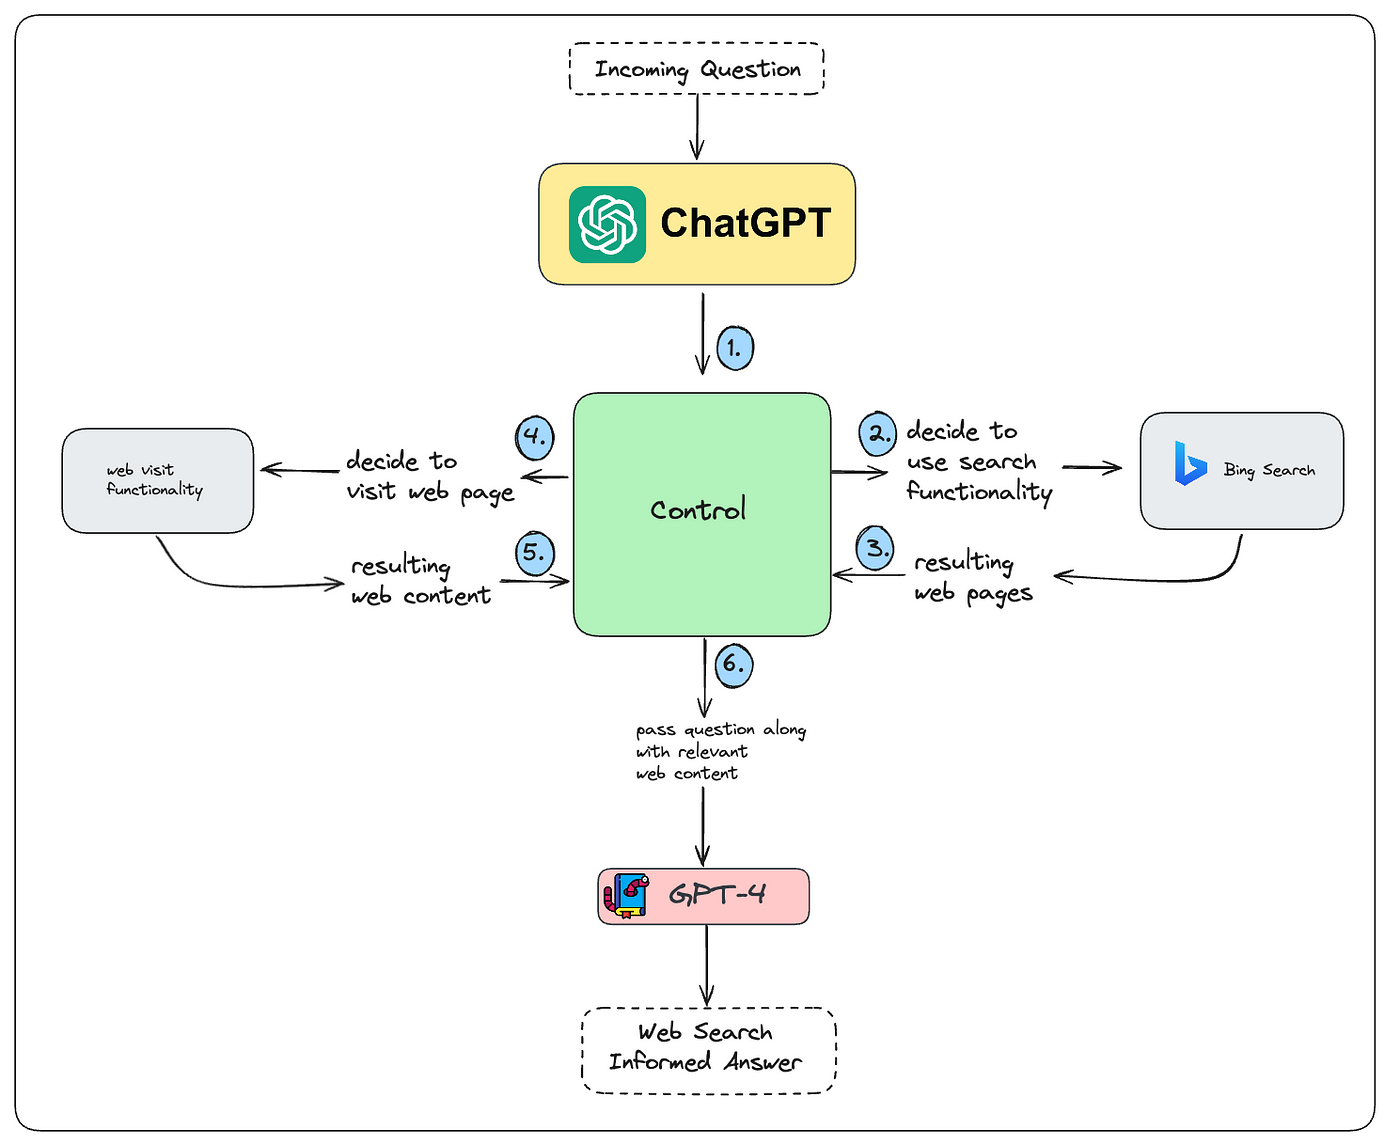 Incoming Question
ChatGPT
1.
4.
decide to
visit web page
web visit
functionality
2.
decide to
use search
functionality
Bing Search
Control
5.
resulting
web content
3.
resulting
web pages
6.
pass question along
with relevant
web content
GPT-4
Web Search
Informed Answer